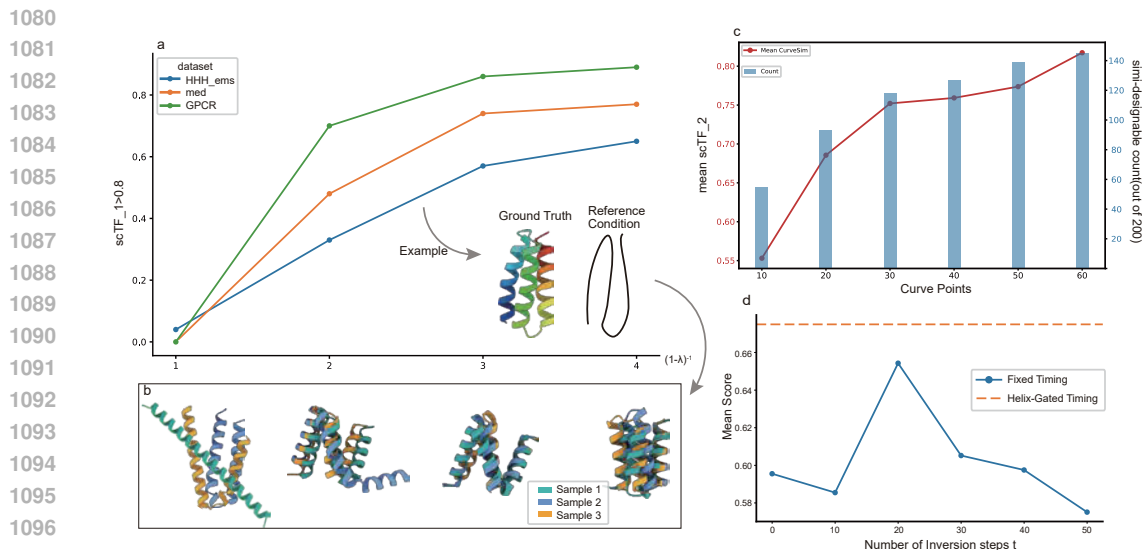 1080
1081
1082
1083
1084
1085
1086
1087
1088
1089
1090
1091
1092
1093
1094
1095
1096
a
dataset
HHH_ems
med
GPCR
scTF_1>0.8
0.8
0.6
0.4
0.2
0.0
1
2
3
4
(1-λ)⁻¹
Example
Ground Truth
Reference
Condition
b
Sample 1
Sample 2
Sample 3
c
Mean CurveSim
Count
mean scTF_2
0.80
0.75
0.70
0.65
0.60
0.55
140
120
100
80
60
40
20
simi-designable count(out of 200)
10
20
30
40
50
60
Curve Points
d
Mean Score
0.66
0.64
0.62
0.60
0.58
Fixed Timing
Helix-Gated Timing
0
10
20
30
40
50
Number of Inversion steps t